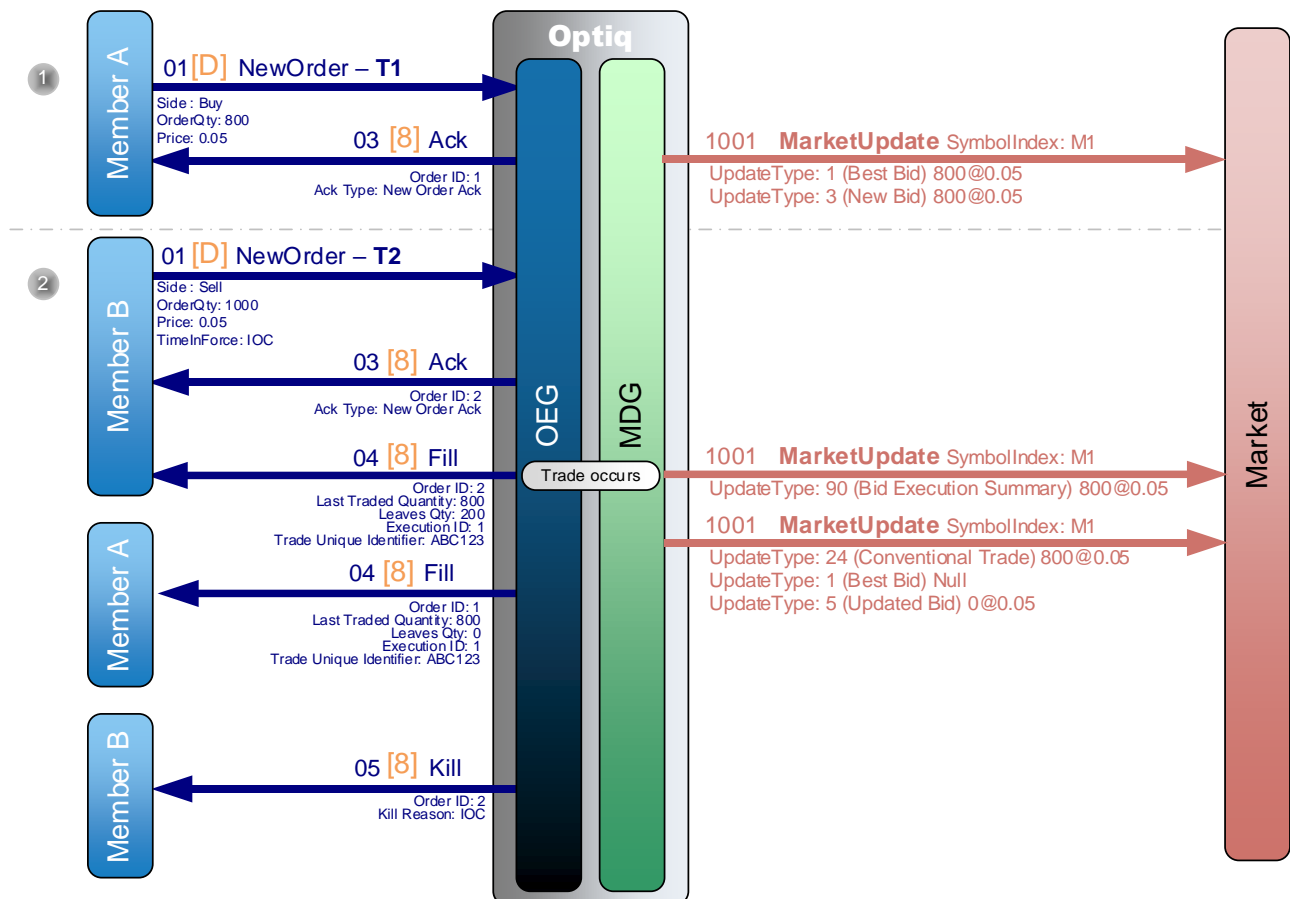 Optiq
1
Member A
01 [D] NewOrder – T1
Side : Buy
OrderQty: 800
Price: 0.05
03 [8] Ack
Order ID: 1
Ack Type: New Order Ack
1001 MarketUpdate SymbolIndex: M1
UpdateType: 1 (Best Bid) 800@0.05
UpdateType: 3 (New Bid) 800@0.05
2
Member B
01 [D] NewOrder – T2
Side : Sell
OrderQty: 1000
Price: 0.05
TimeInForce: IOC
03 [8] Ack
Order ID: 2
Ack Type: New Order Ack
OEG
MDG
Market
04 [8] Fill
Order ID: 2
Last Traded Quantity: 800
Leaves Qty: 200
Execution ID: 1
Trade Unique Identifier: ABC123
Trade occurs
1001 MarketUpdate SymbolIndex: M1
UpdateType: 90 (Bid Execution Summary) 800@0.05
1001 MarketUpdate SymbolIndex: M1
UpdateType: 24 (Conventional Trade) 800@0.05
UpdateType: 1 (Best Bid) Null
UpdateType: 5 (Updated Bid) 0@0.05
Member A
04 [8] Fill
Order ID: 1
Last Traded Quantity: 800
Leaves Qty: 0
Execution ID: 1
Trade Unique Identifier: ABC123
Member B
05 [8] Kill
Order ID: 2
Kill Reason: IOC